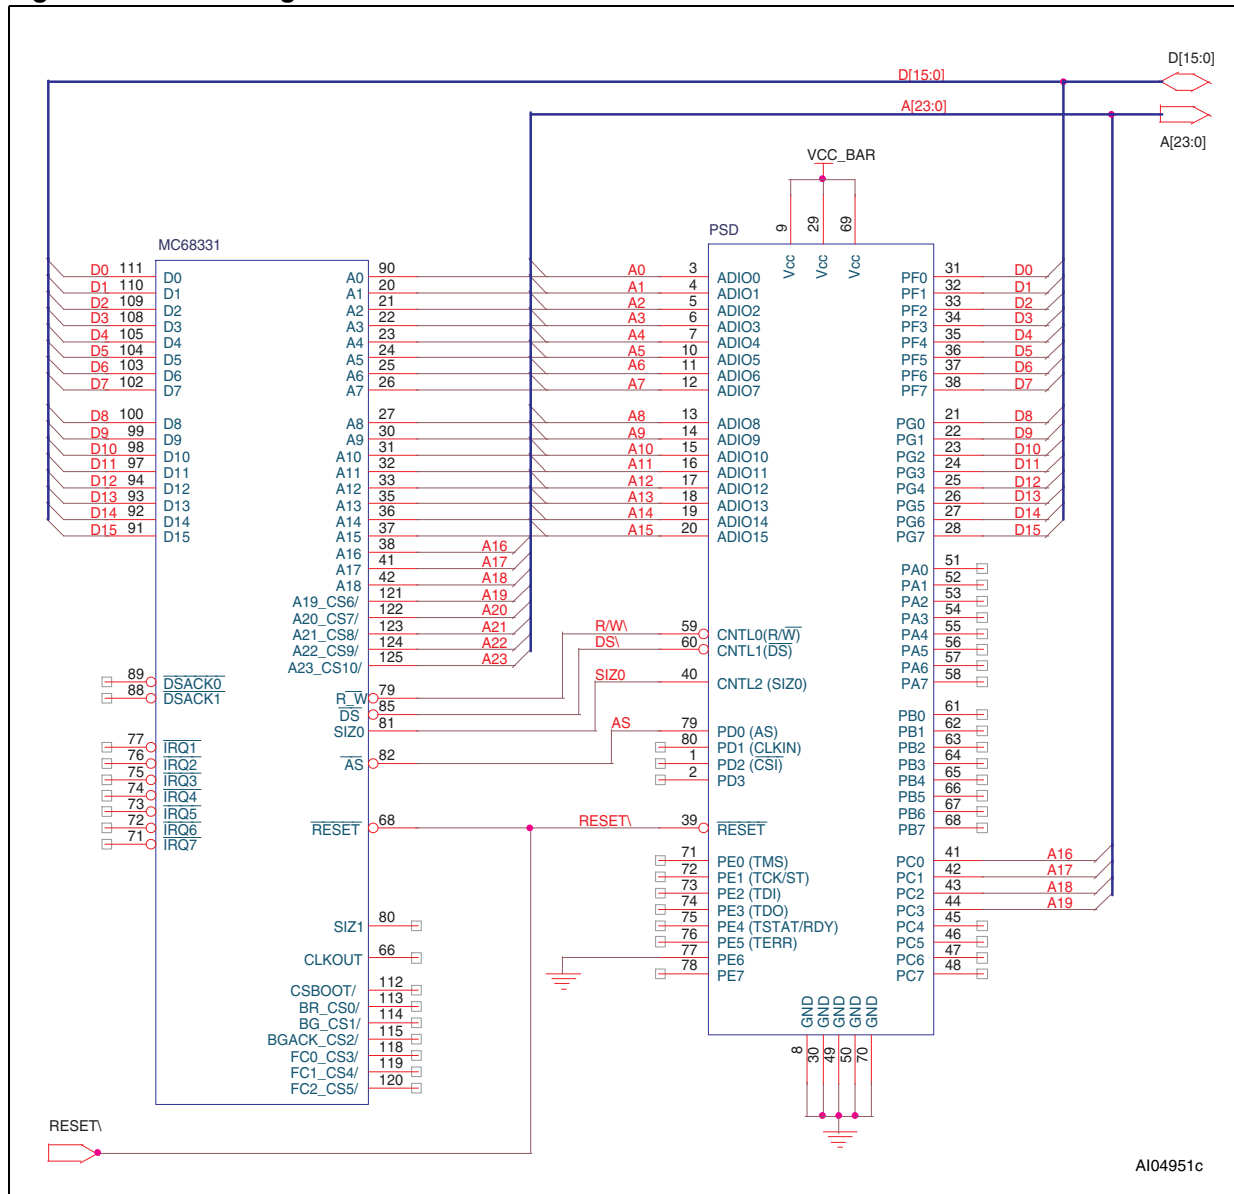 D[15:0]
D[15:0]
A[23:0]
A[23:0]
VCC_BAR
9 29 69
PSD
Vcc Vcc Vcc
MC68331
D0 111 D0 A0 90 A0 3 ADIO0 PF0 31 D0
D1 110 D1 A1 20 A1 4 ADIO1 PF1 32 D1
D2 109 D2 A2 21 A2 5 ADIO2 PF2 33 D2
D3 108 D3 A3 22 A3 6 ADIO3 PF3 34 D3
D4 105 D4 A4 23 A4 7 ADIO4 PF4 35 D4
D5 104 D5 A5 24 A5 10 ADIO5 PF5 36 D5
D6 103 D6 A6 25 A6 11 ADIO6 PF6 37 D6
D7 102 D7 A7 26 A7 12 ADIO7 PF7 38 D7
D8 100 D8 A8 27 A8 13 ADIO8 PG0 21 D8
D9 99 D9 A9 30 A9 14 ADIO9 PG1 22 D9
D10 98 D10 A10 31 A10 15 ADIO10 PG2 23 D10
D11 97 D11 A11 32 A11 16 ADIO11 PG3 24 D11
D12 94 D12 A12 33 A12 17 ADIO12 PG4 25 D12
D13 93 D13 A13 35 A13 18 ADIO13 PG5 26 D13
D14 92 D14 A14 36 A14 19 ADIO14 PG6 27 D14
D15 91 D15 A15 37 A15 20 ADIO15 PG7 28 D15
A16 38 A16
A17 41 A17 PA0 51
A18 42 A18 PA1 52
A19_CS6/ 121 A19 PA2 53
A20_CS7/ 122 A20 PA3 54
A21_CS8/ 123 A21 R/W\ 59 CNTL0(R/W) PA4 55
A22_CS9/ 124 A22 DS\ 60 CNTL1(DS) PA5 56
A23_CS10/ 125 A23 PA6 57
89 DSACK0 SIZ0 40 CNTL2 (SIZ0) PA7 58
88 DSACK1 R_W 79
DS 85 PB0 61
SIZ0 81 AS 79 PD0 (AS) PB1 62
77 IRQ1 80 PD1 (CLKIN) PB2 63
76 IRQ2 AS 82 1 PD2 (CSI) PB3 64
75 IRQ3 2 PD3 PB4 65
74 IRQ4 PB5 66
73 IRQ5 PB6 67
72 IRQ6 RESET 68 RESET\ 39 RESET PB7 68
71 IRQ7
71 PE0 (TMS) PC0 41 A16
72 PE1 (TCK/ST) PC1 42 A17
73 PE2 (TDI) PC2 43 A18
74 PE3 (TDO) PC3 44 A19
SIZ1 80 75 PE4 (TSTAT/RDY) PC4 45
76 PE5 (TERR) PC5 46
CLKOUT 66 77 PE6 PC6 47
78 PE7 PC7 48
CSBOOT/ 112
BR_CS0/ 113
BG_CS1/ 114
BGACK_CS2/ 115
FC0_CS3/ 118
FC1_CS4/ 119
FC2_CS5/ 120
GND GND GND GND GND
8 30 49 50 70
RESET\
AI04951c